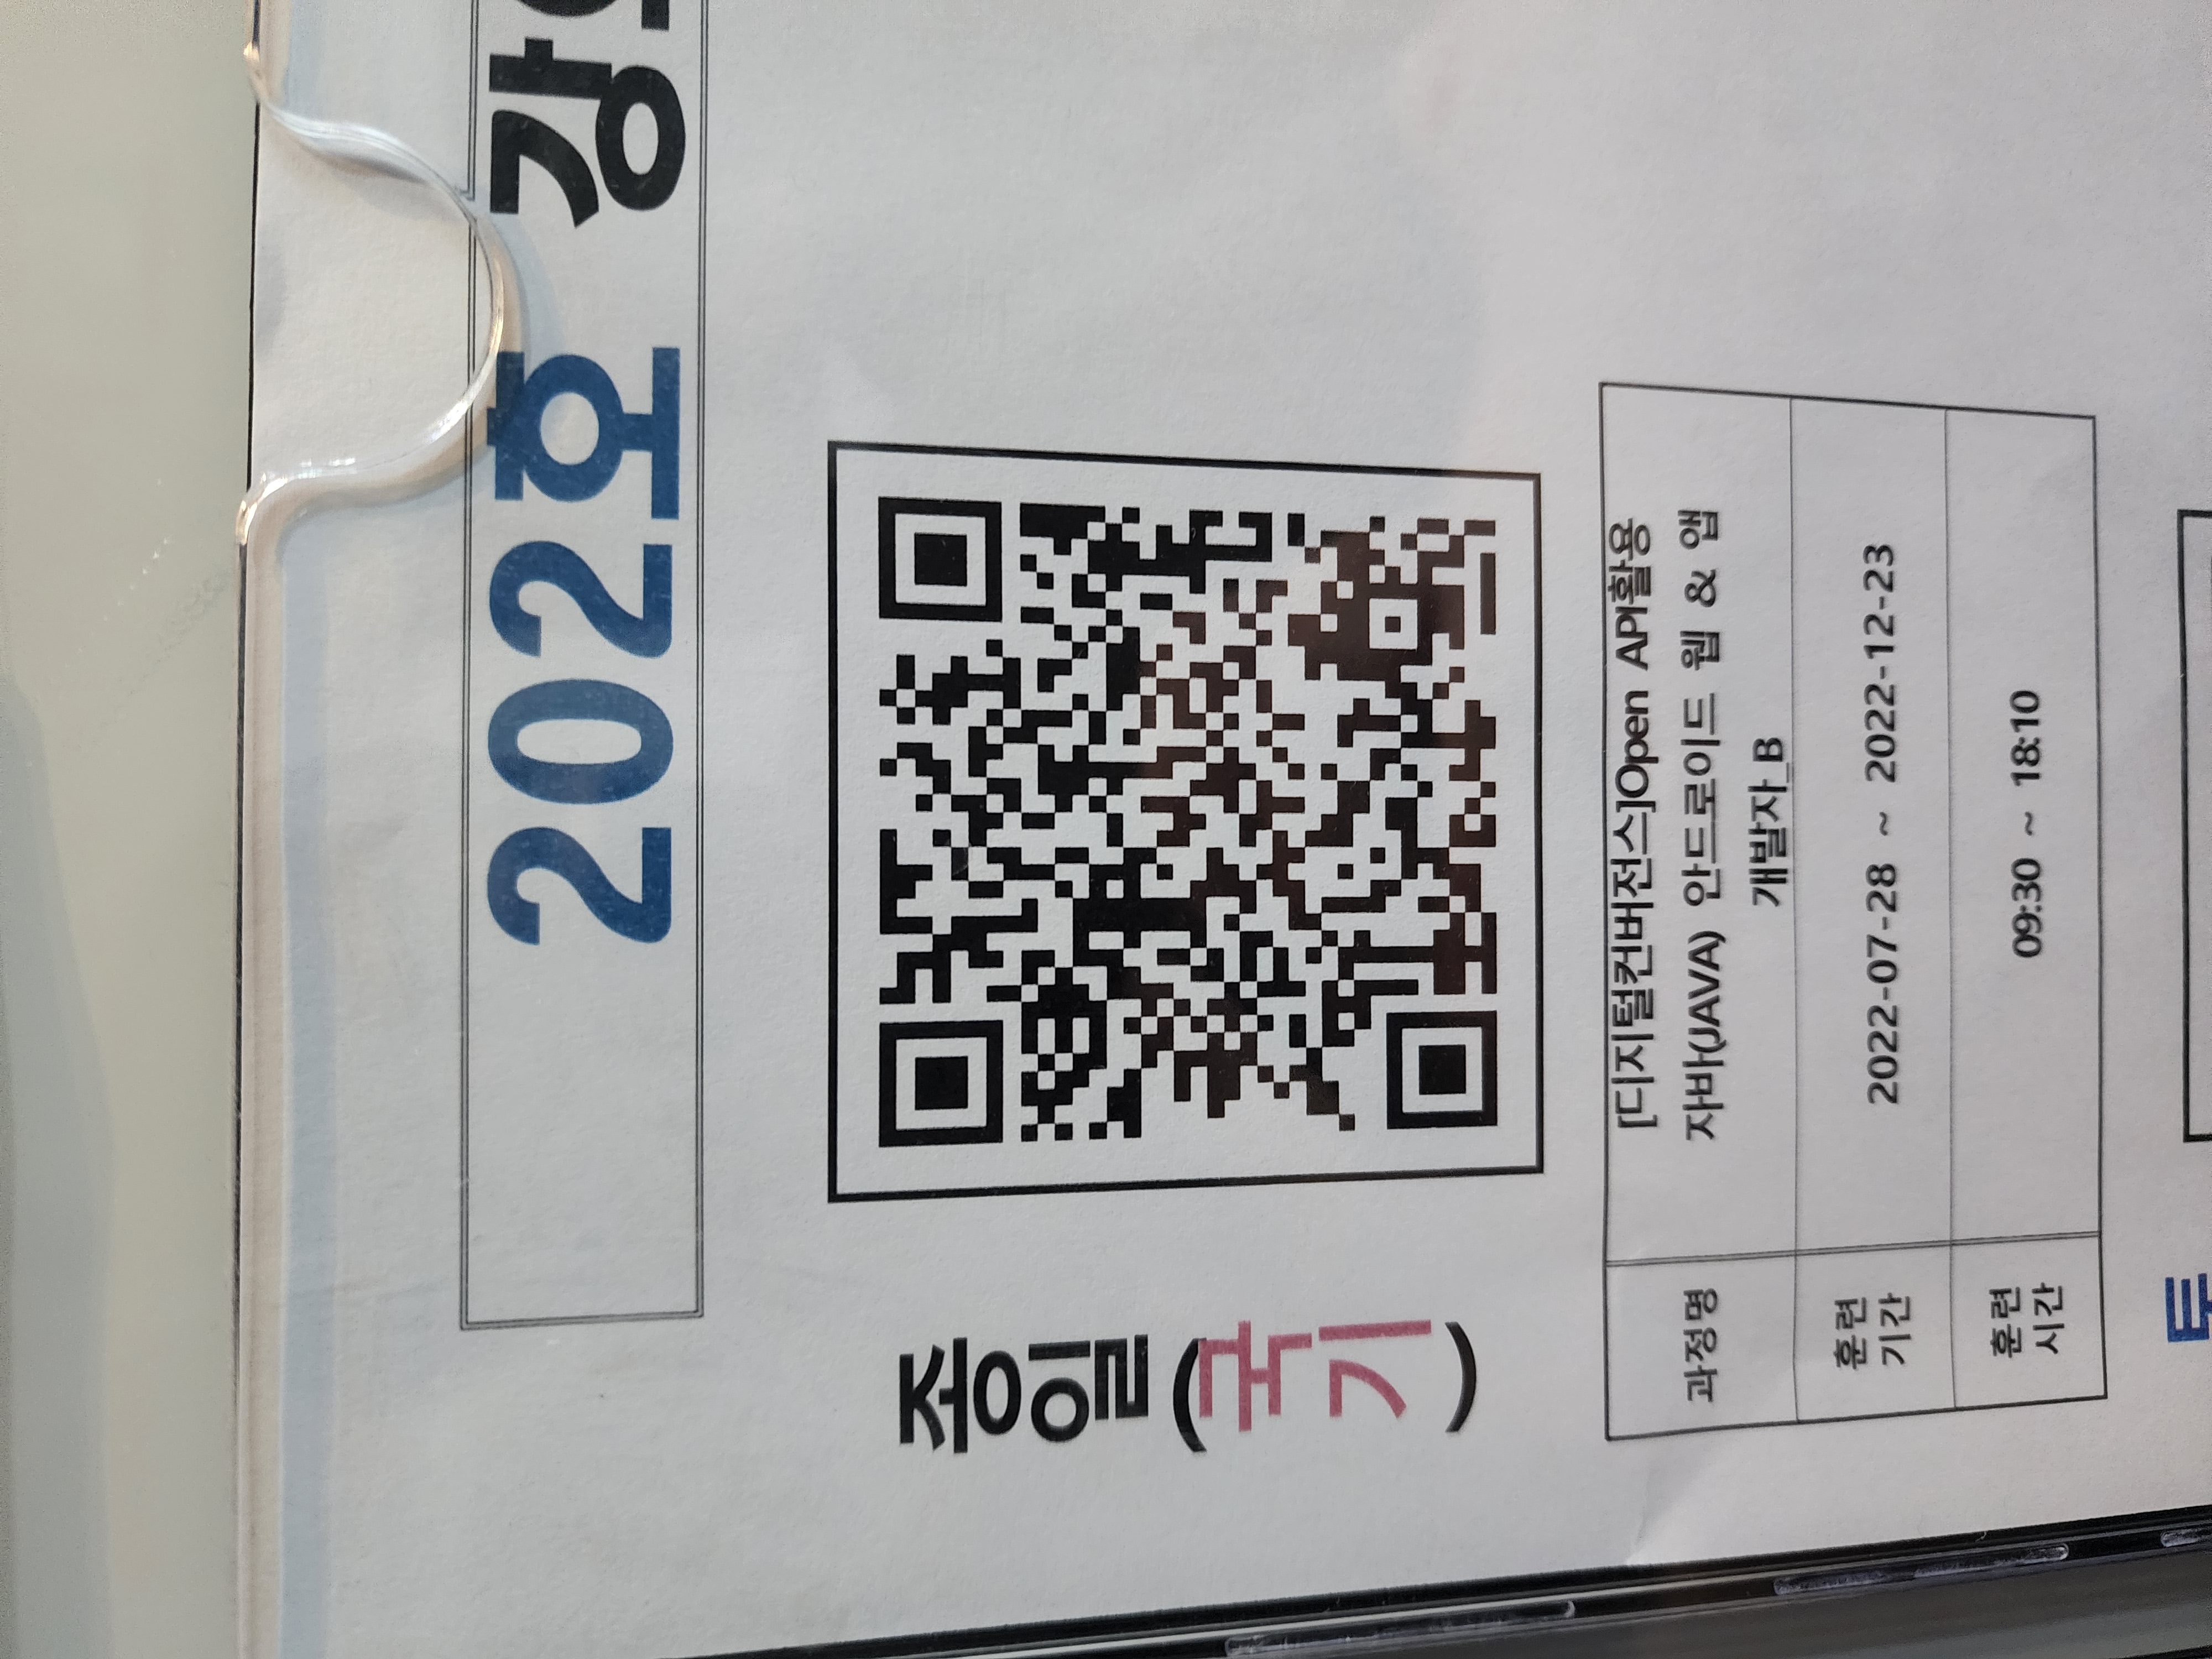 202호
종일(국기)
과정명
[디지털컨버전스]Open API활용
자바(JAVA) 안드로이드 웹 & 앱
개발자_B
훈련
기간
2022-07-28 ~ 2022-12-23
훈련
시간
09:30 ~ 18:10